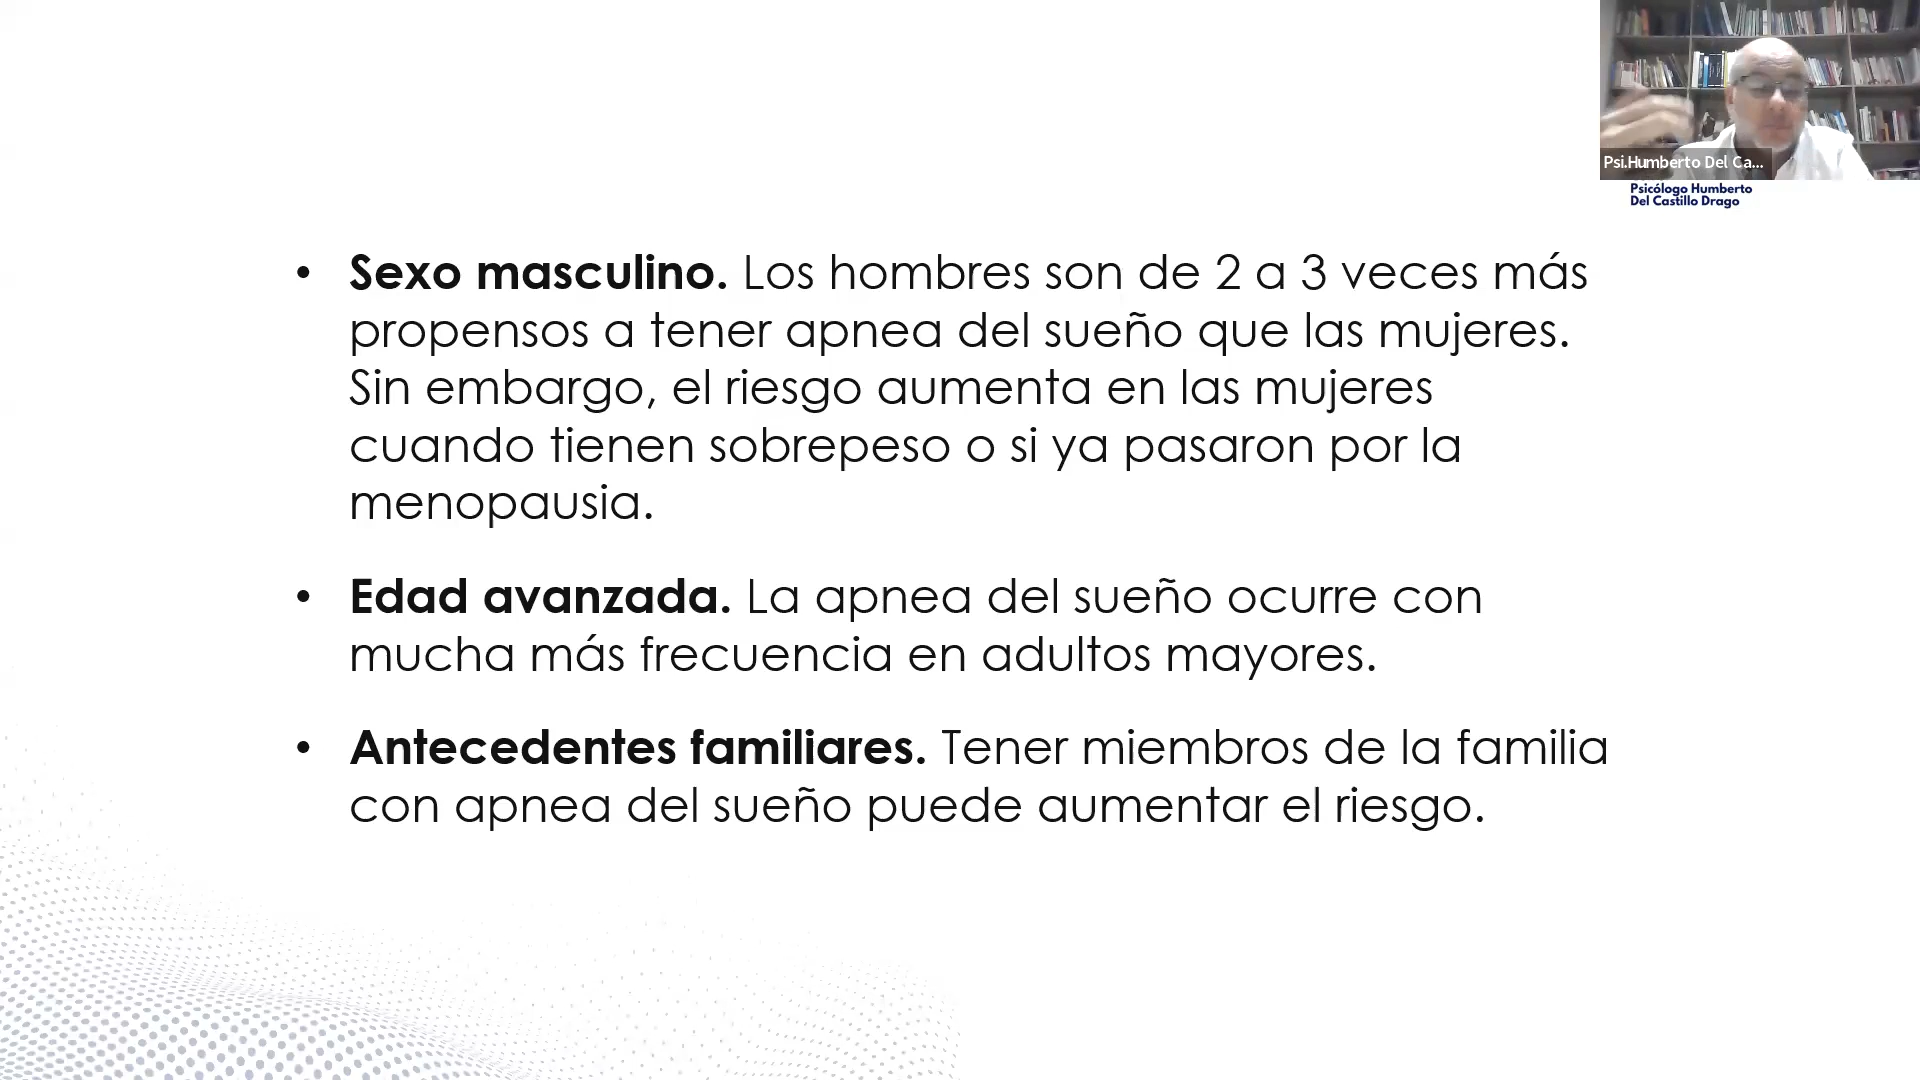 Psi.Humberto Del Ca...
Psicólogo Humberto
Del Castillo Drago
• Sexo masculino. Los hombres son de 2 a 3 veces más
propensos a tener apnea del sueño que las mujeres.
Sin embargo, el riesgo aumenta en las mujeres
cuando tienen sobrepeso o si ya pasaron por la
menopausia.
• Edad avanzada. La apnea del sueño ocurre con
mucha más frecuencia en adultos mayores.
• Antecedentes familiares. Tener miembros de la familia
con apnea del sueño puede aumentar el riesgo.